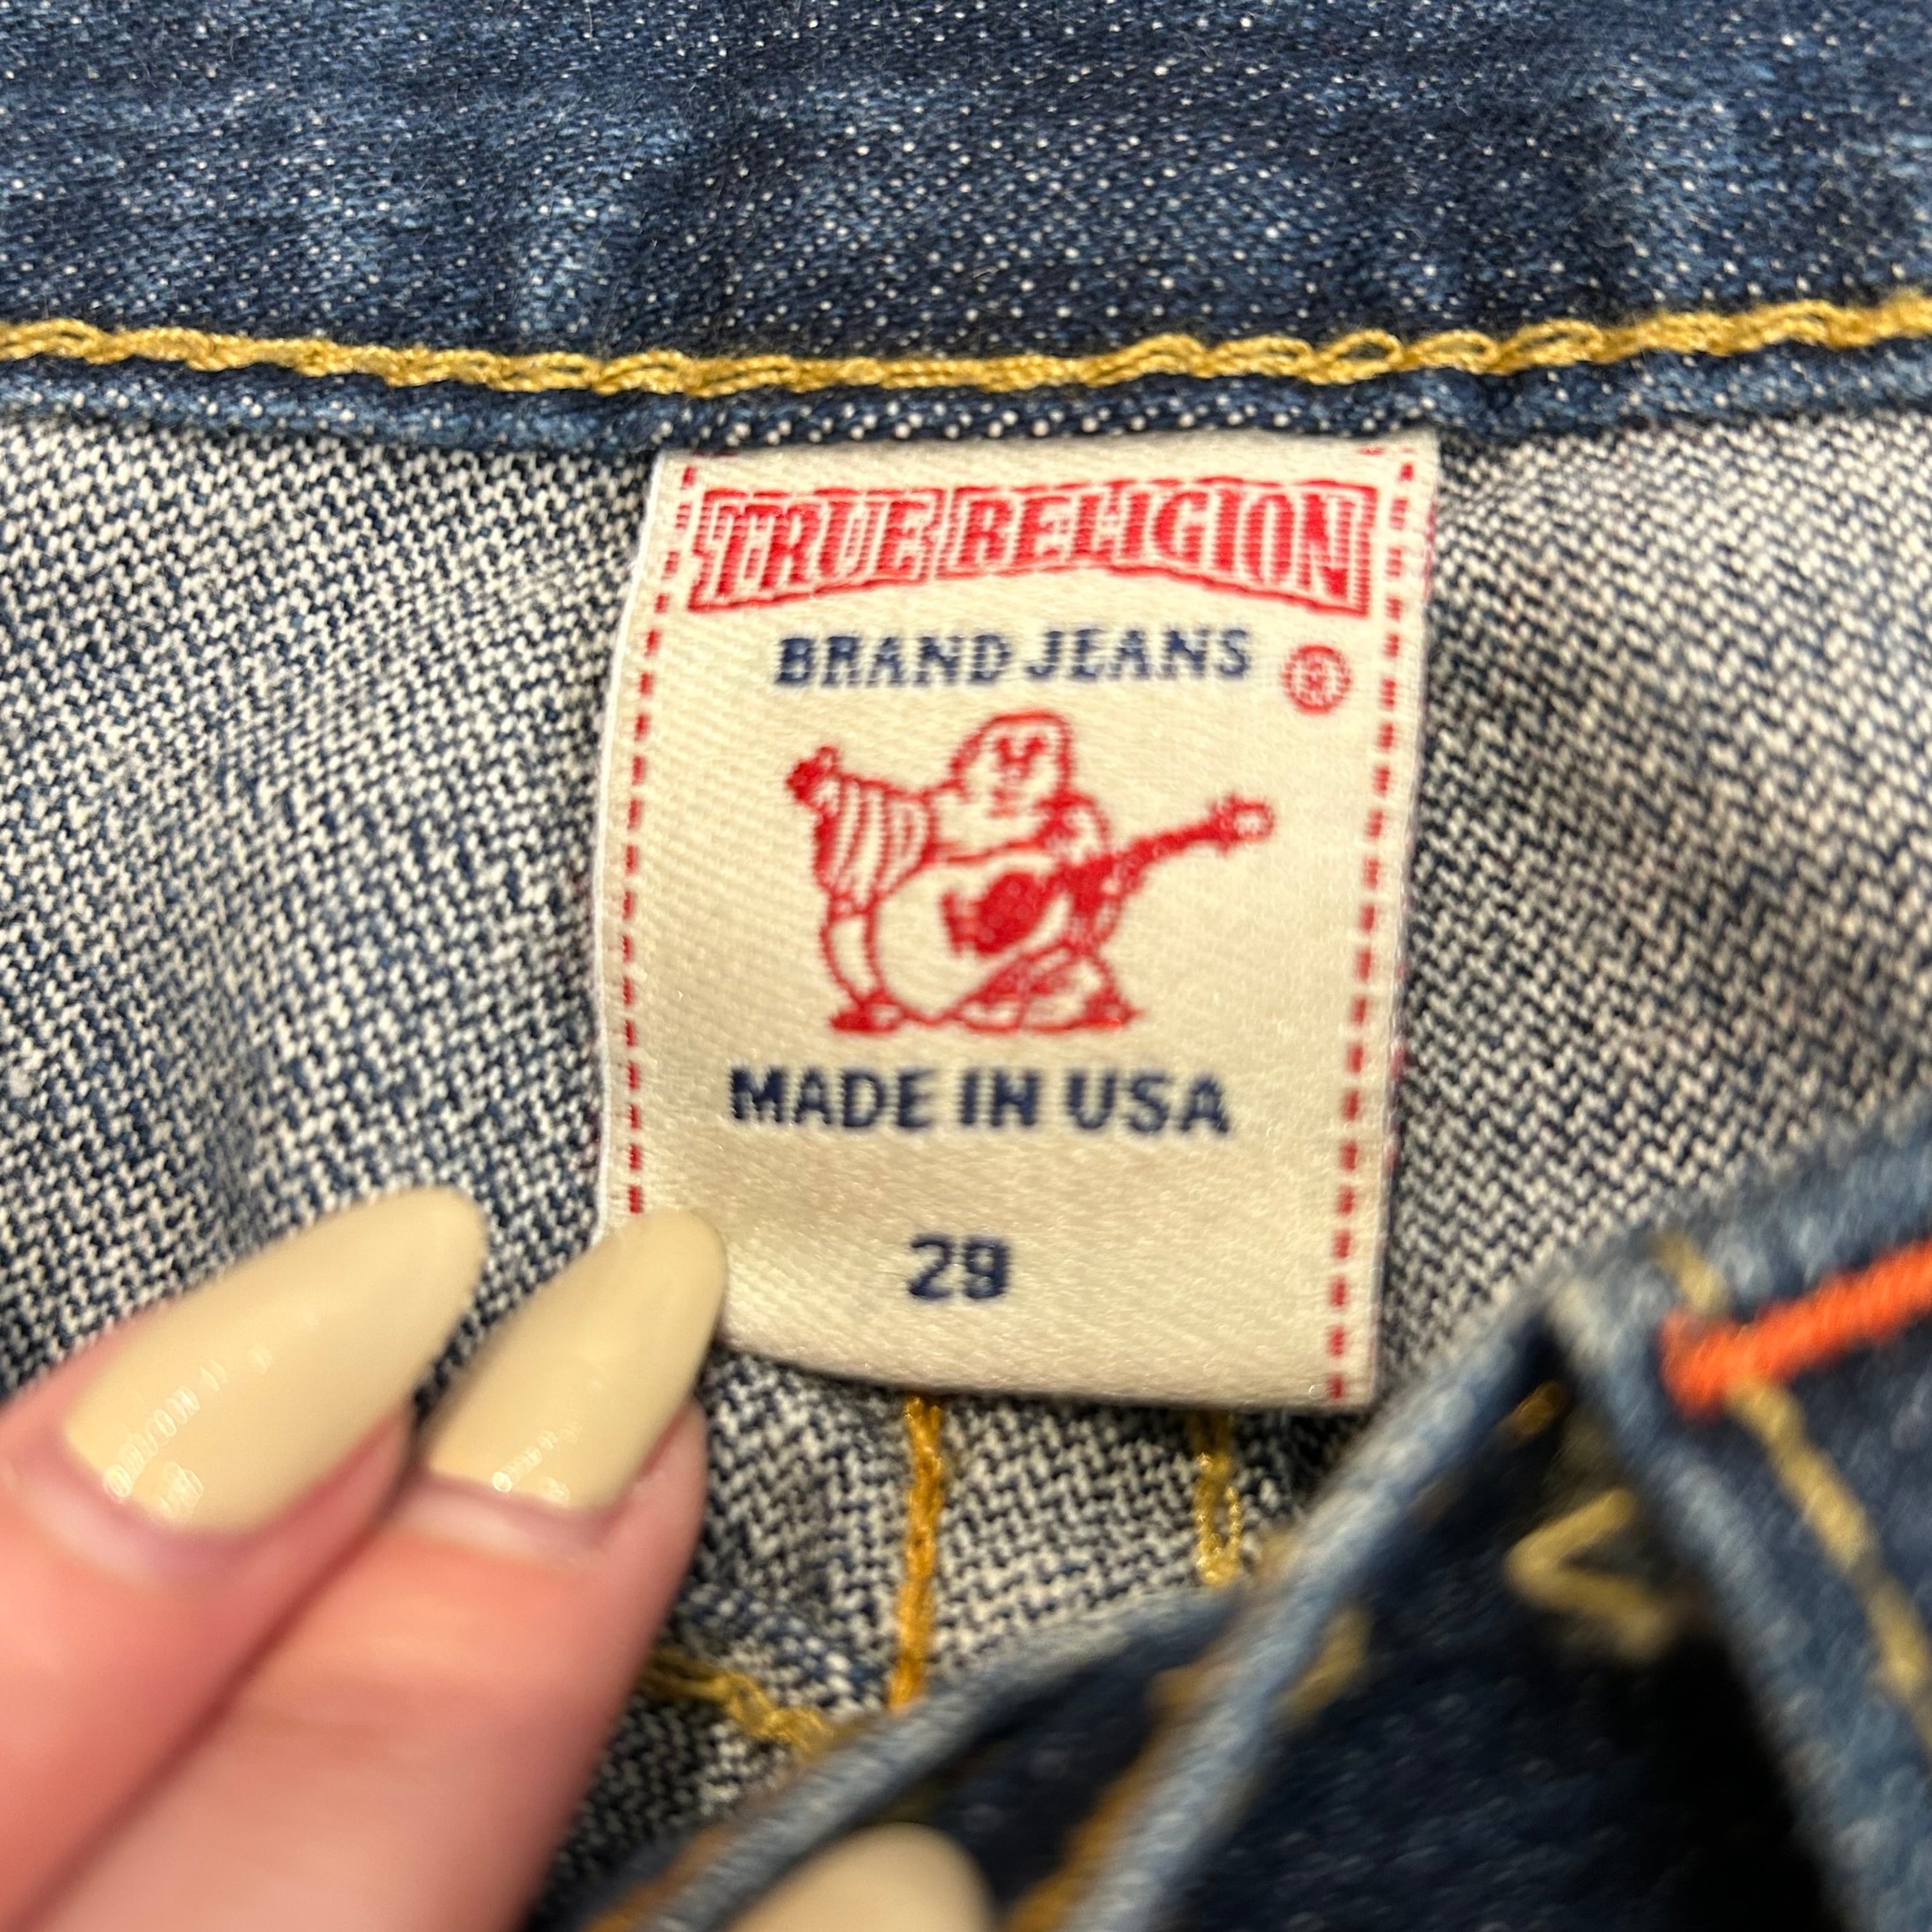 TRUE RELIGION
BRAND JEANS ®
MADE IN USA
29